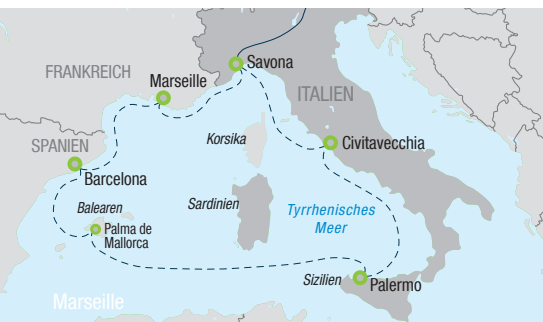 Savona
FRANKREICH
Marseille
ITALIEN
Korsika
Civitavecchia
SPANIEN
Barcelona
Balearen
Sardinien
Tyrrhenisches
Meer
Palma de
Mallorca
Sizilien
Palermo
Marseille